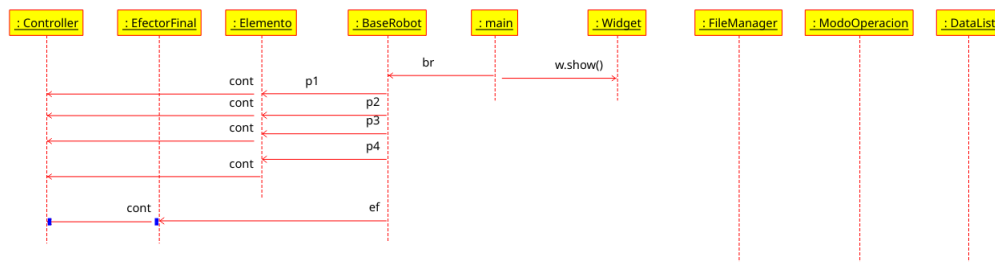 : Controller
: EfectorFinal
: Elemento
: BaseRobot
: main
: Widget
: FileManager
: ModoOperacion
: DataList
br
w.show()
cont
p1
cont
p2
cont
p3
p4
cont
cont
ef